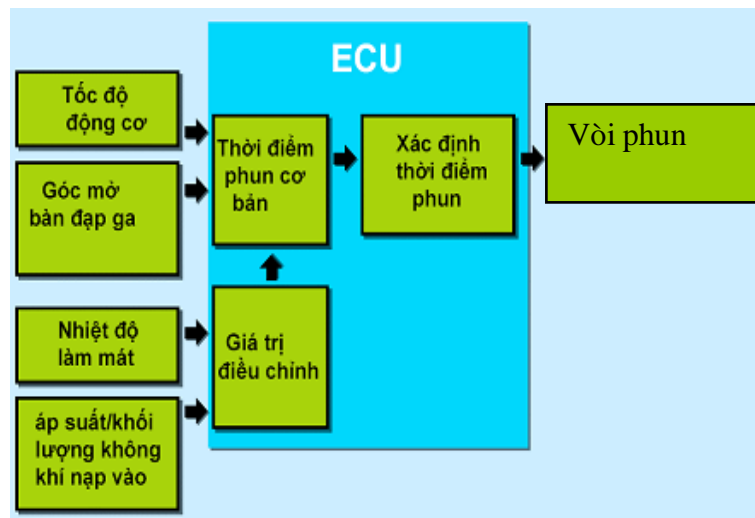 ECU
Tốc độ
động cơ
Góc mở
bàn đạp ga
Thời điểm
phun cơ
bản
Xác định
thời điểm
phun
Vòi phun
Nhiệt độ
làm mát
áp suất/khối
lượng không
khí nạp vào
Giá trị
điều chỉnh